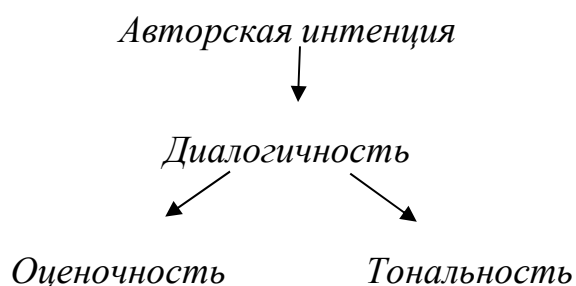 Авторская интенция
Диалогичность
Оценочность Тональность